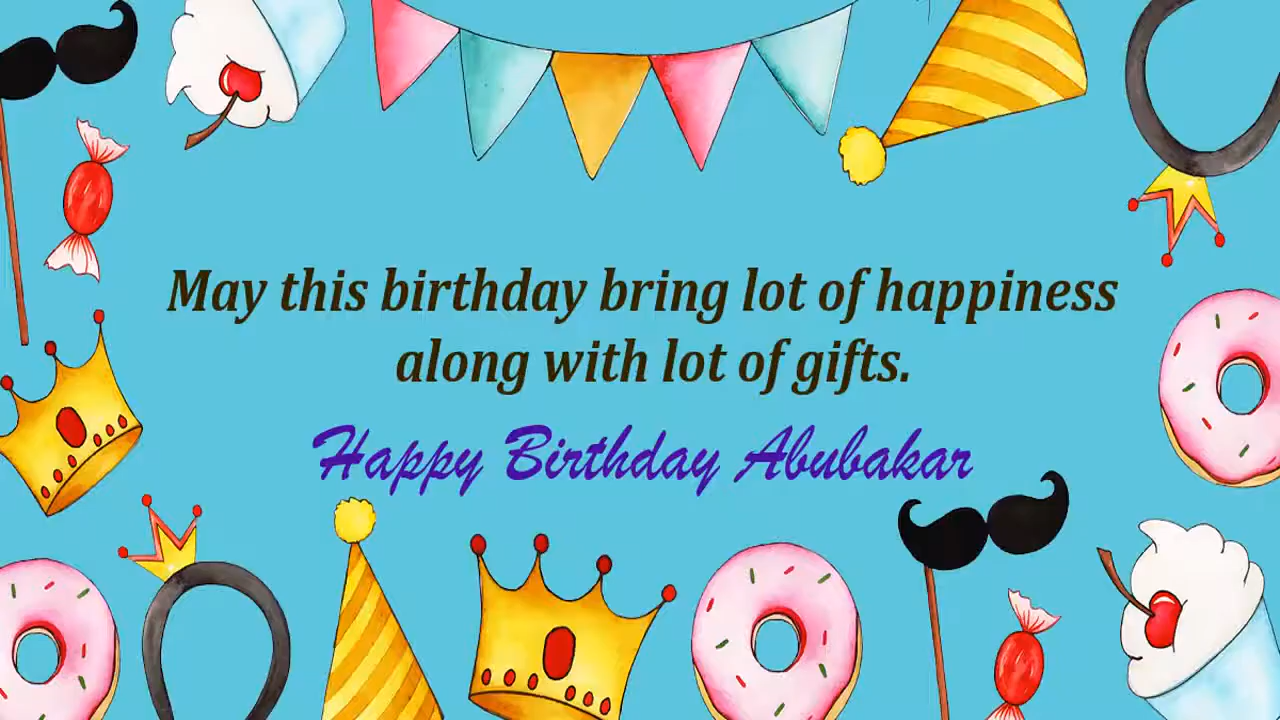 May this birthday bring lot of happiness
along with lot of gifts.
Happy Birthday Abubakar